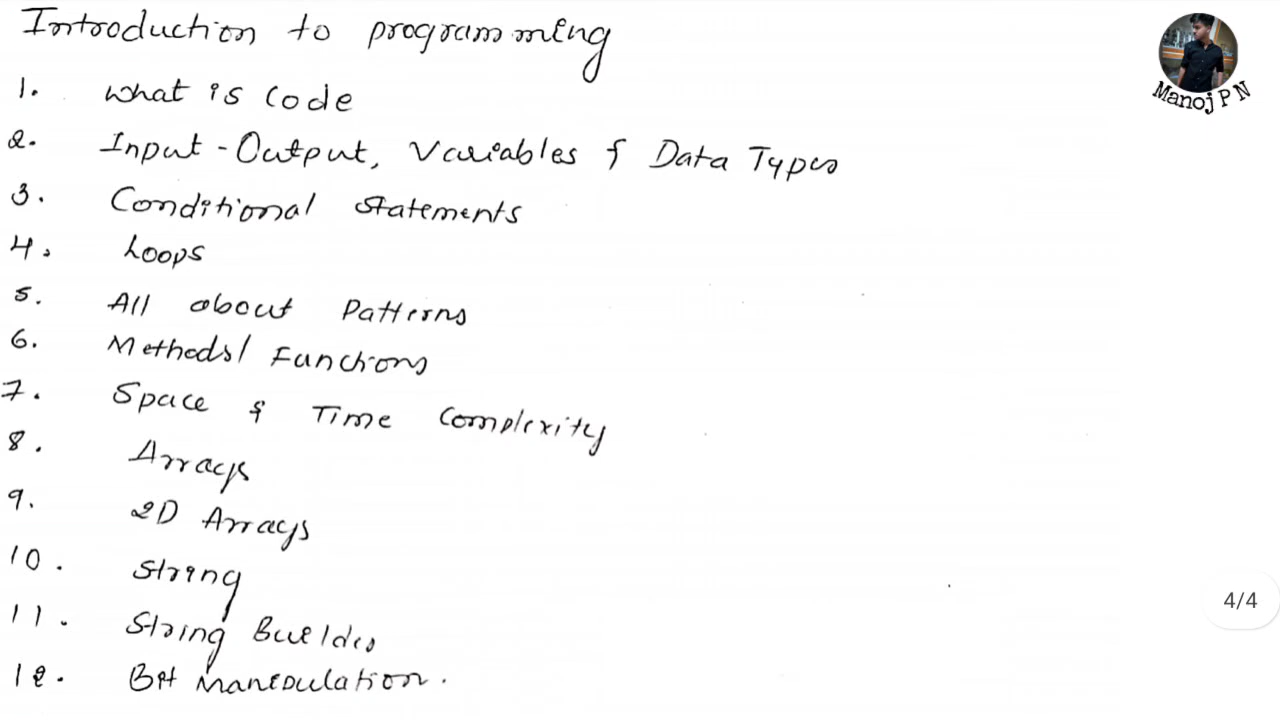 Introduction to programming
1. What is Code
2. Input - Output, Variables & Data Types
3. Conditional statements
4. Loops
5. All about Patterns
6. Methods/ Functions
7. Space & Time Complexity
8. Arrays
9. 2D Arrays
10. String
11. String Builder
12. Bit Manipulation.
Manoj P N
4/4